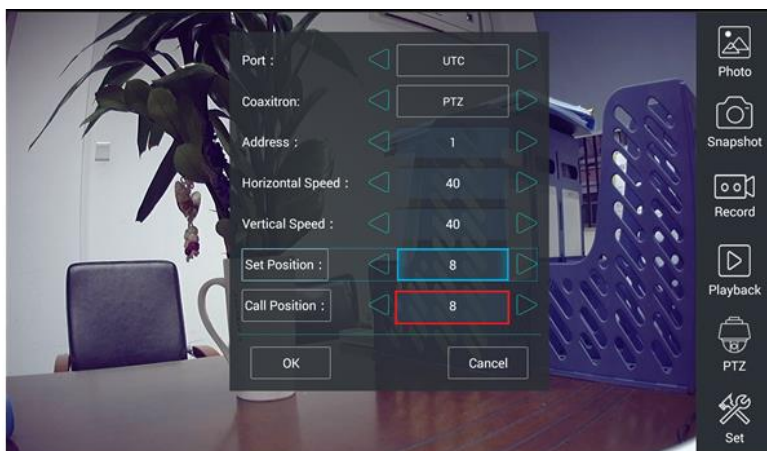 Port : UTC
Coaxitron: PTZ
Address : 1
Horizontal Speed : 40
Vertical Speed : 40
Set Position : 8
Call Position : 8
OK Cancel
Photo
Snapshot
Record
Playback
PTZ
Set